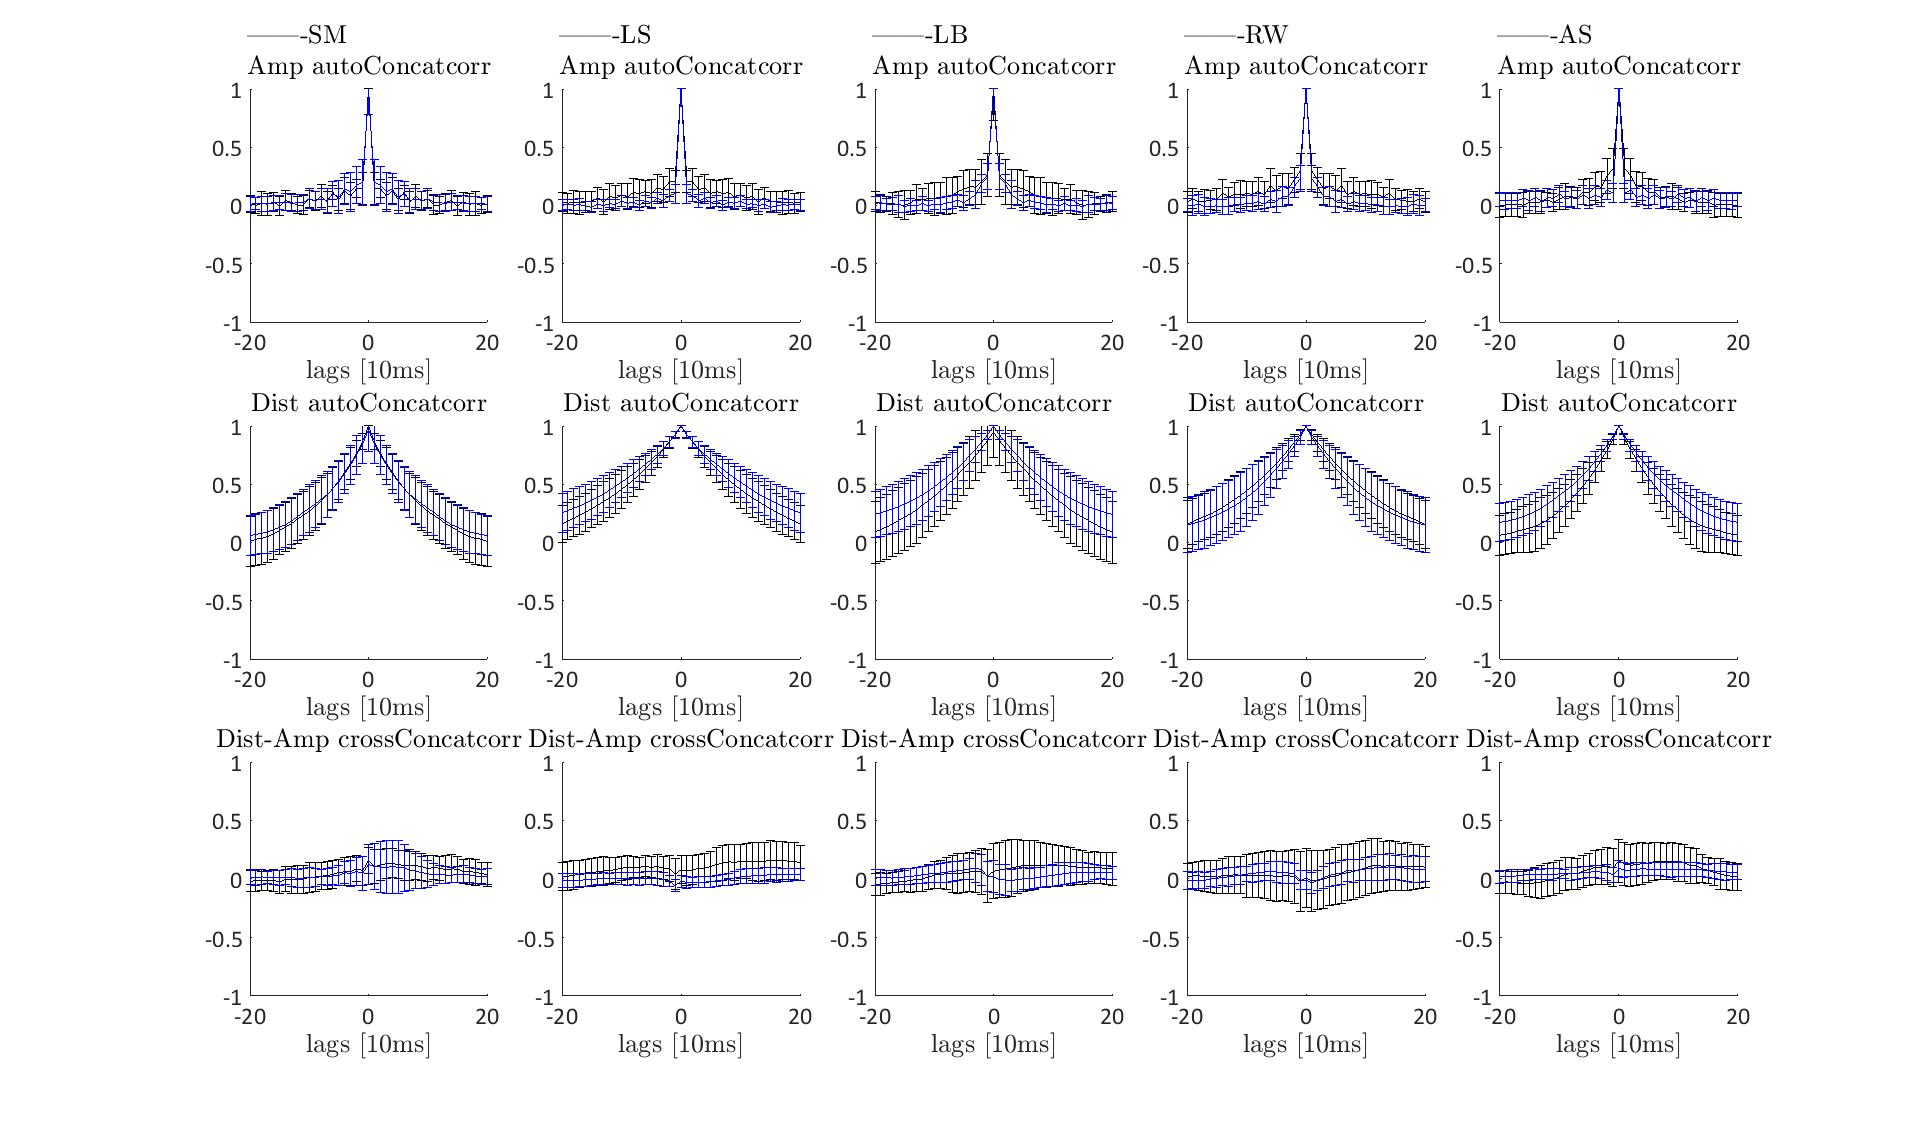 ———-SM ———-LS ———-LB ———-RW ———-AS
Amp autoConcatcorr Amp autoConcatcorr Amp autoConcatcorr Amp autoConcatcorr Amp autoConcatcorr
1 1 1 1 1
0.5 0.5 0.5 0.5 0.5
0 0 0 0 0
-0.5 -0.5 -0.5 -0.5 -0.5
-1 -1 -1 -1 -1
-20 0 20 -20 0 20 -20 0 20 -20 0 20 -20 0 20
lags [10ms] lags [10ms] lags [10ms] lags [10ms] lags [10ms]
Dist autoConcatcorr Dist autoConcatcorr Dist autoConcatcorr Dist autoConcatcorr Dist autoConcatcorr
1 1 1 1 1
0.5 0.5 0.5 0.5 0.5
0 0 0 0 0
-0.5 -0.5 -0.5 -0.5 -0.5
-1 -1 -1 -1 -1
-20 0 20 -20 0 20 -20 0 20 -20 0 20 -20 0 20
lags [10ms] lags [10ms] lags [10ms] lags [10ms] lags [10ms]
Dist-Amp crossConcatcorr Dist-Amp crossConcatcorr Dist-Amp crossConcatcorr Dist-Amp crossConcatcorr Dist-Amp crossConcatcorr
1 1 1 1 1
0.5 0.5 0.5 0.5 0.5
0 0 0 0 0
-0.5 -0.5 -0.5 -0.5 -0.5
-1 -1 -1 -1 -1
-20 0 20 -20 0 20 -20 0 20 -20 0 20 -20 0 20
lags [10ms] lags [10ms] lags [10ms] lags [10ms] lags [10ms]